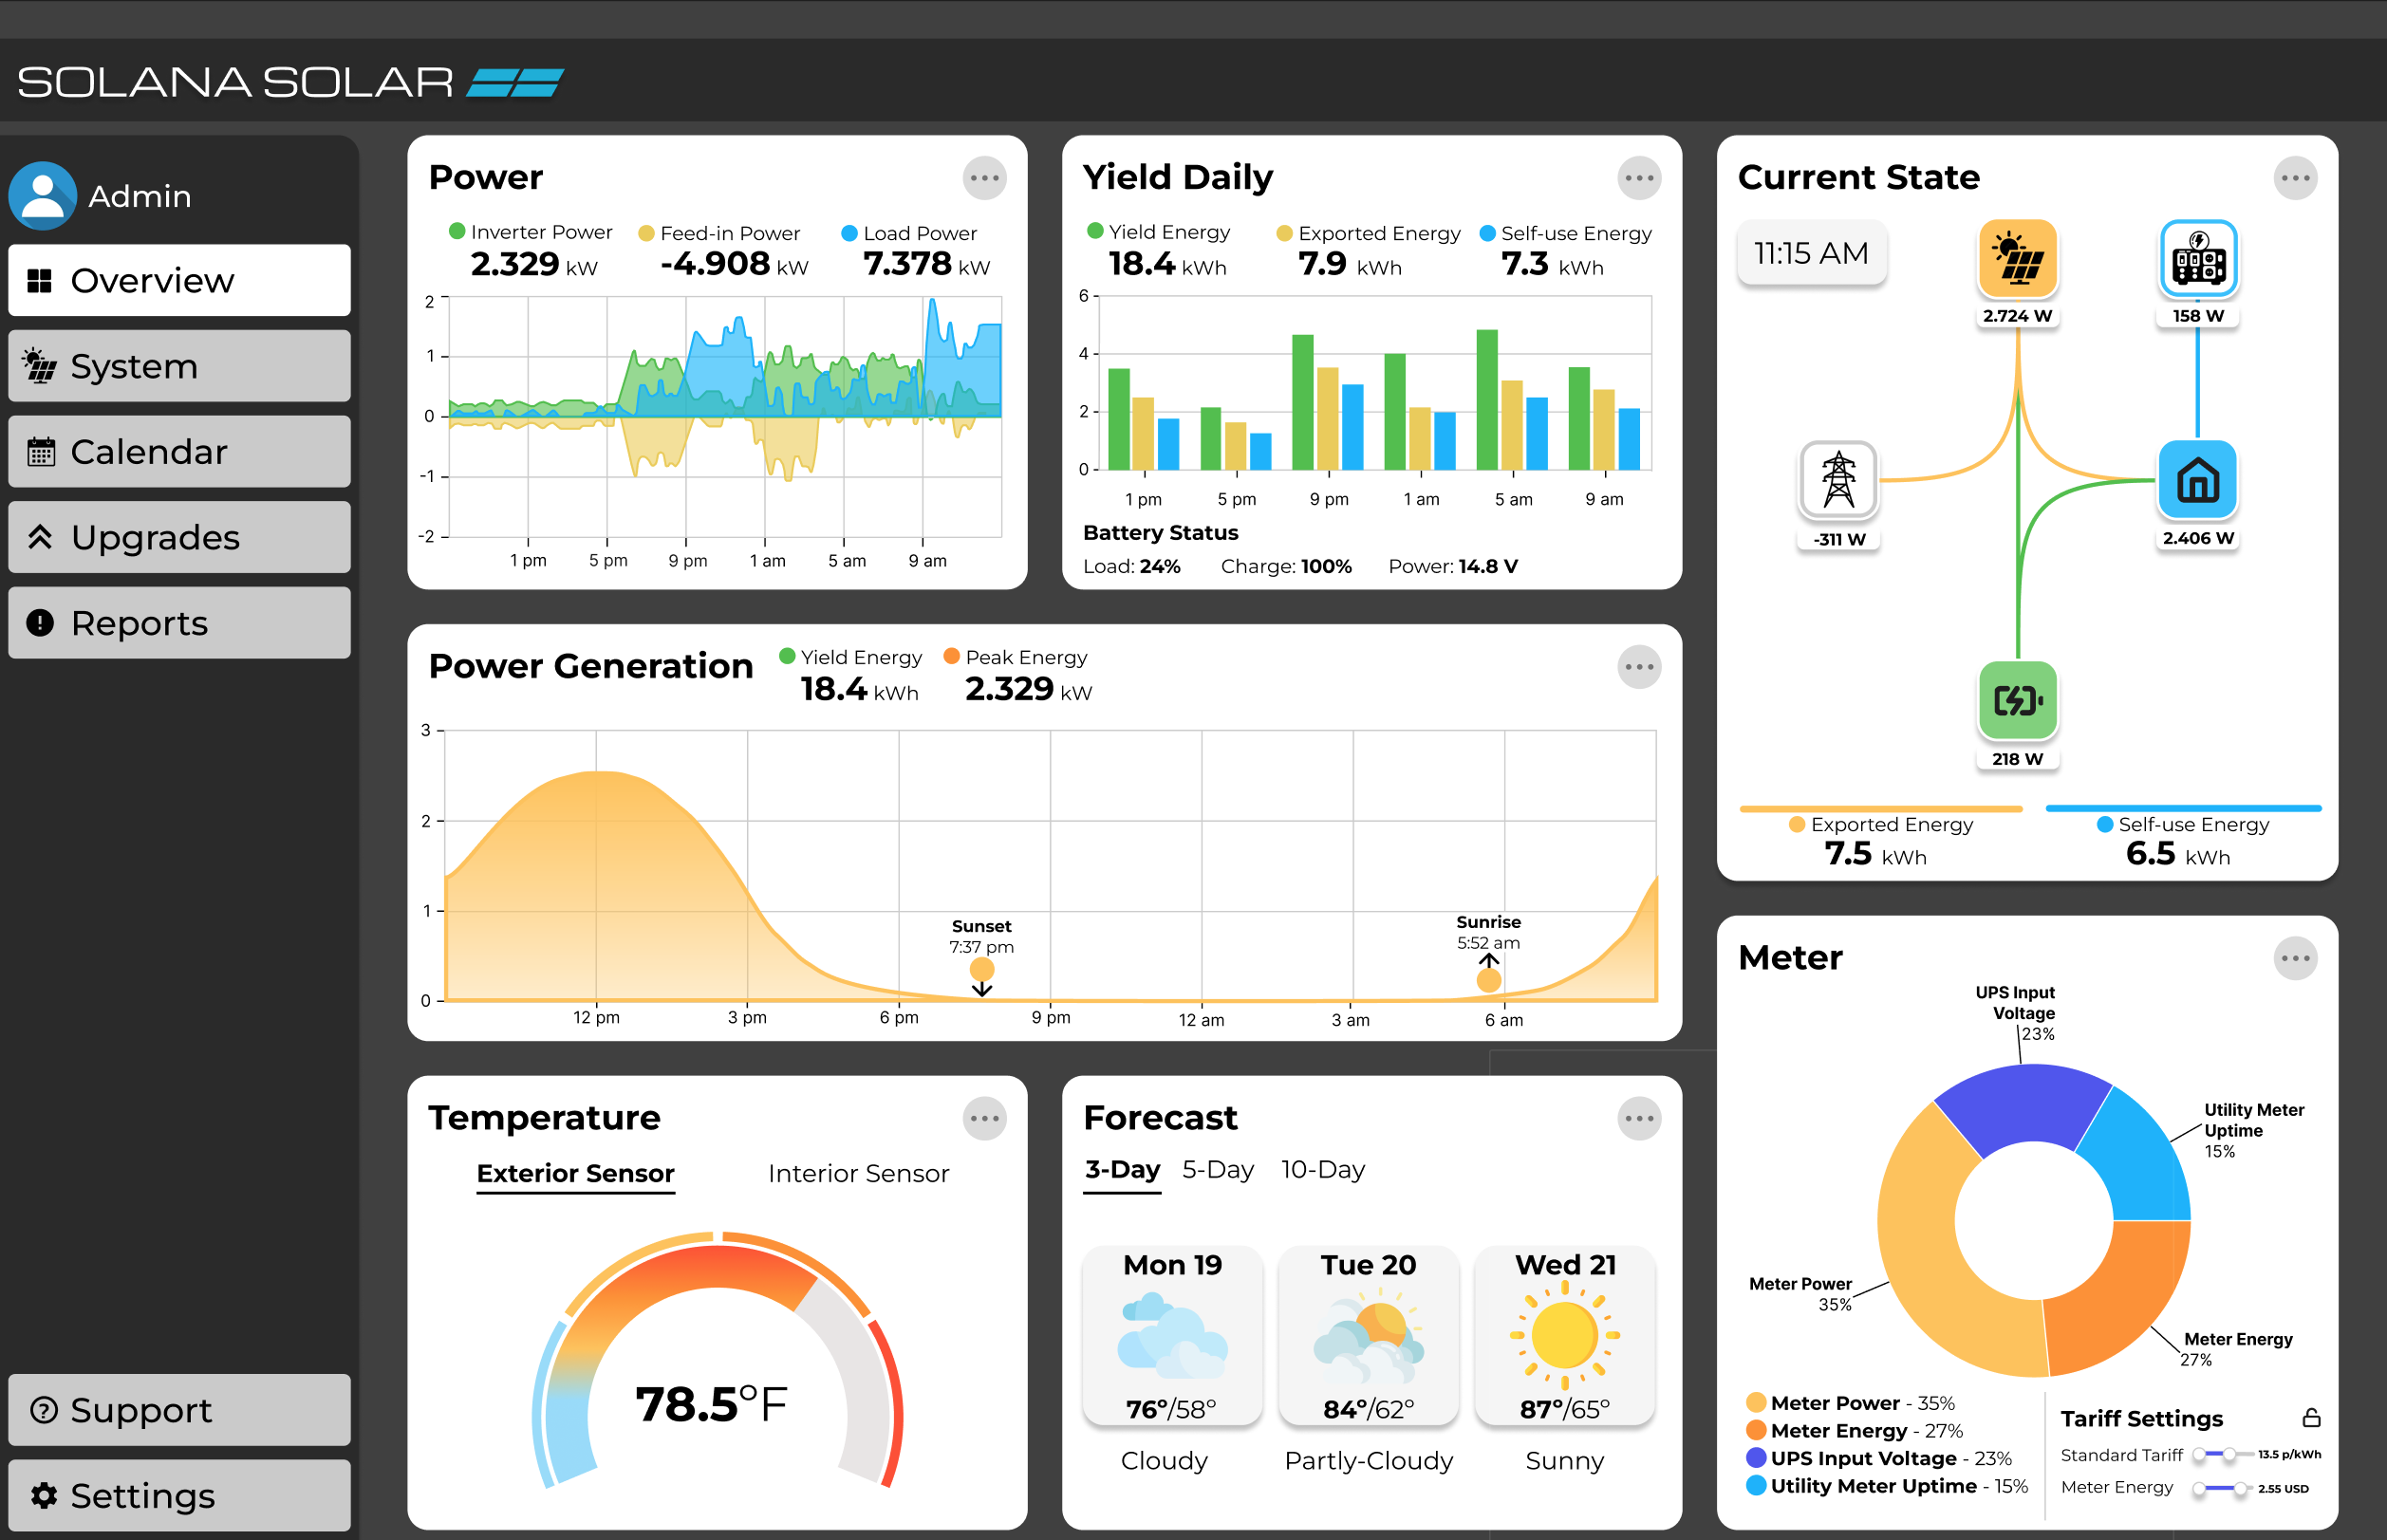 SOLANA SOLAR
Admin
Overview
System
Calendar
Upgrades
Reports
Support
Settings
Power
Inverter Power
2.329 kW
Feed-in Power
-4.908 kW
Load Power
7.378 kW
2
1
0
-1
-2
1 pm
5 pm
9 pm
1 am
5 am
9 am
Yield Daily
Yield Energy
18.4 kWh
Exported Energy
7.9 kWh
Self-use Energy
7.3 kWh
6
4
2
0
1 pm
5 pm
9 pm
1 am
5 am
9 am
Battery Status
Load: 24%
Charge: 100%
Power: 14.8 V
Current State
11:15 AM
2.724 W
158 W
-311 W
2.406 W
218 W
Exported Energy
7.5 kWh
Self-use Energy
6.5 kWh
Power Generation
Yield Energy
18.4 kWh
Peak Energy
2.329 kW
3
2
1
0
Sunset
7:37 pm
Sunrise
5:52 am
12 pm
3 pm
6 pm
9 pm
12 am
3 am
6 am
Temperature
Exterior Sensor
Interior Sensor
78.5°F
Forecast
3-Day
5-Day
10-Day
Mon 19
76°/58°
Cloudy
Tue 20
84°/62°
Partly-Cloudy
Wed 21
87°/65°
Sunny
Meter
UPS Input
Voltage
23%
Utility Meter
Uptime
15%
Meter Power
35%
Meter Energy
27%
Meter Power - 35%
Meter Energy - 27%
UPS Input Voltage - 23%
Utility Meter Uptime - 15%
Tariff Settings
Standard Tariff
13.5 p/kWh
Meter Energy
2.55 USD